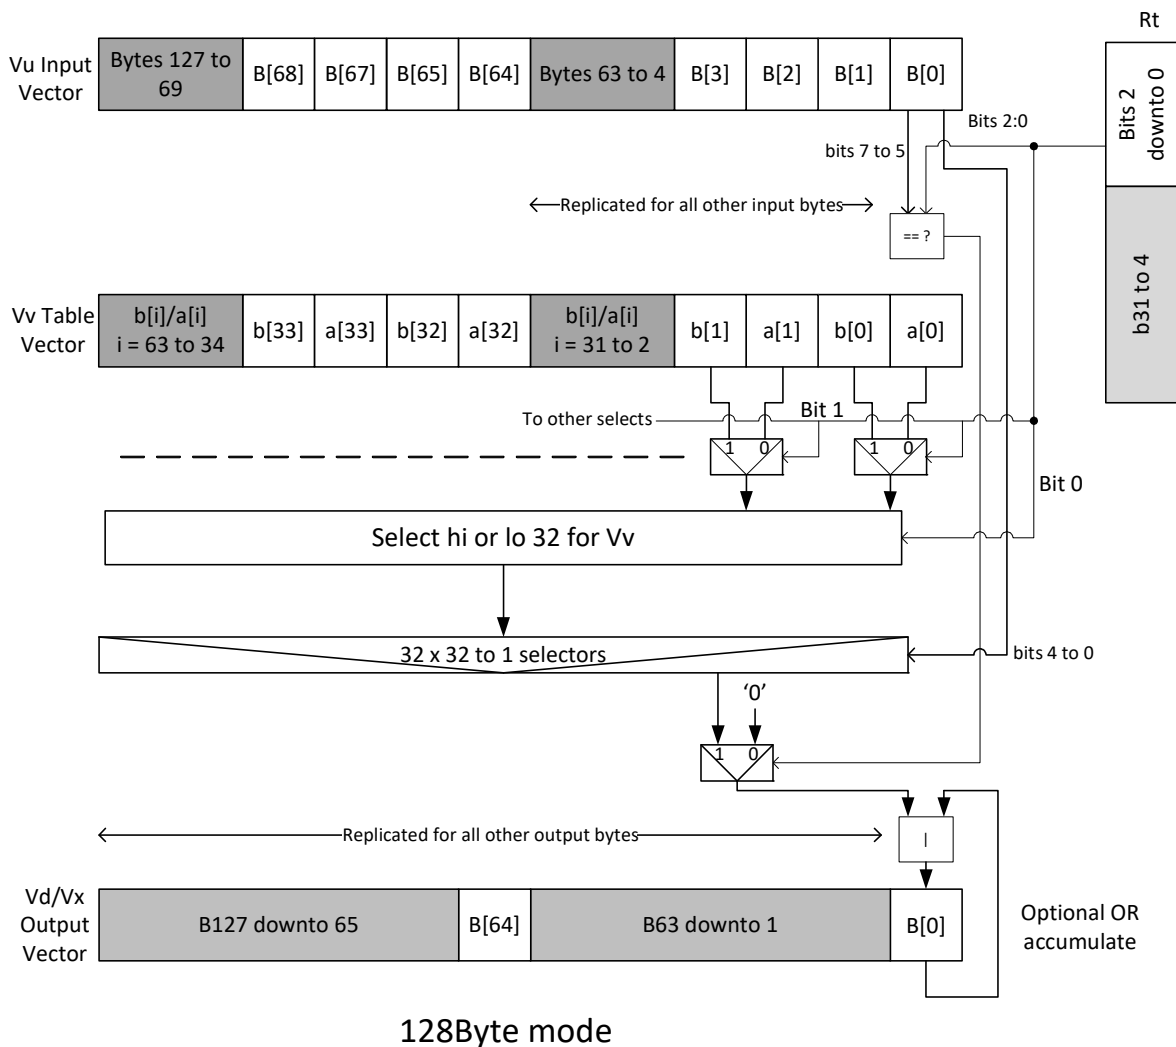 Rt
Vu Input
Vector
Bytes 127 to
69
B[68]
B[67]
B[65]
B[64]
Bytes 63 to 4
B[3]
B[2]
B[1]
B[0]
Bits 2
downto 0
b31 to 4
Bits 2:0
bits 7 to 5
Replicated for all other input bytes
== ?
Vv Table
Vector
b[i]/a[i]
i = 63 to 34
b[33]
a[33]
b[32]
a[32]
b[i]/a[i]
i = 31 to 2
b[1]
a[1]
b[0]
a[0]
To other selects
Bit 1
1 0
1 0
Bit 0
Select hi or lo 32 for Vv
32 x 32 to 1 selectors
bits 4 to 0
‘0’
1 0
Replicated for all other output bytes
|
Vd/Vx
Output
Vector
B127 downto 65
B[64]
B63 downto 1
B[0]
Optional OR
accumulate
128Byte mode